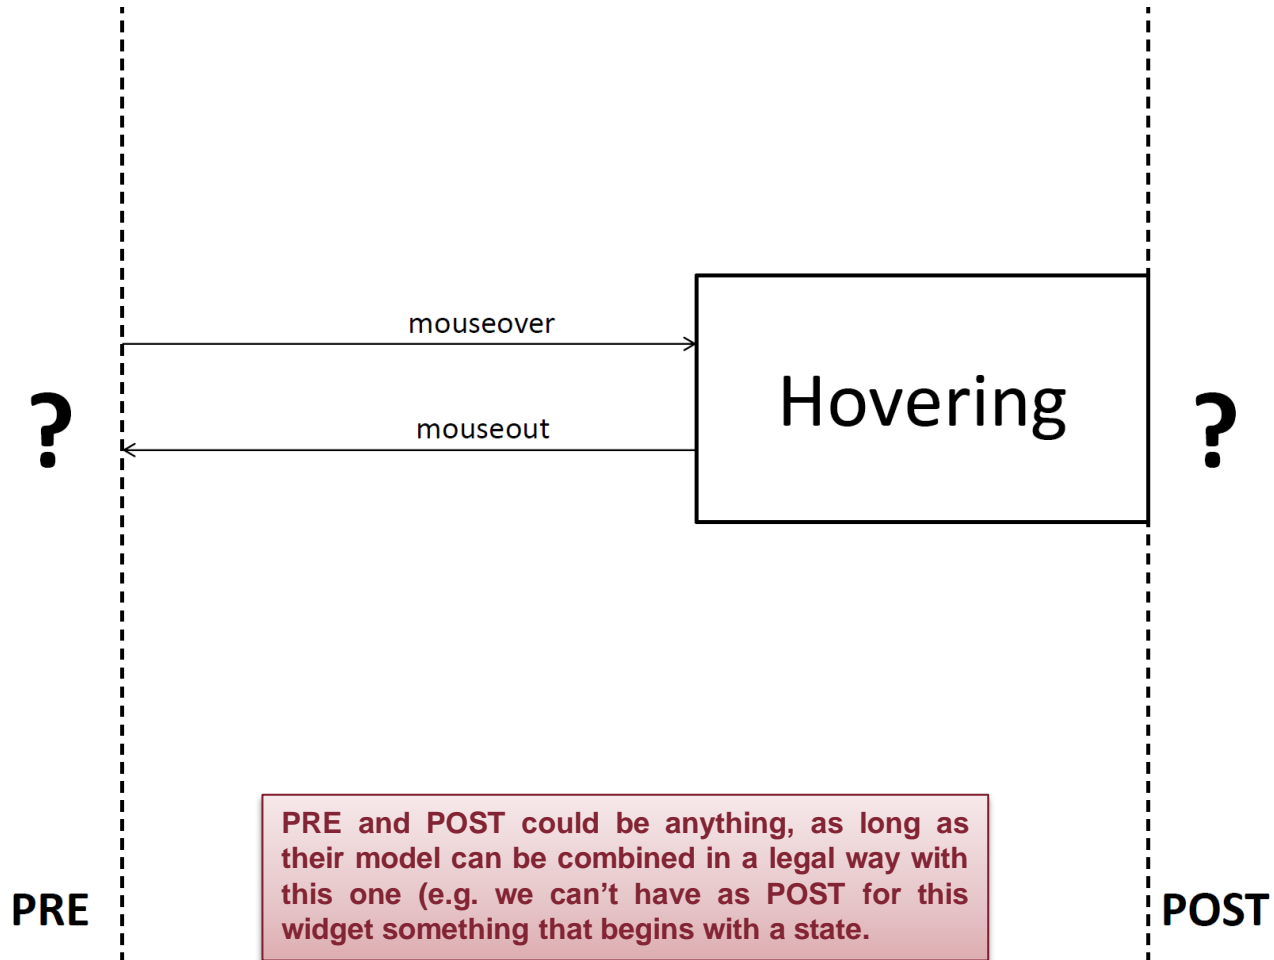 mouseover
?
Hovering
?
mouseout
PRE and POST could be anything, as long as
their model can be combined in a legal way with
this one (e.g. we can’t have as POST for this
widget something that begins with a state.
PRE
POST